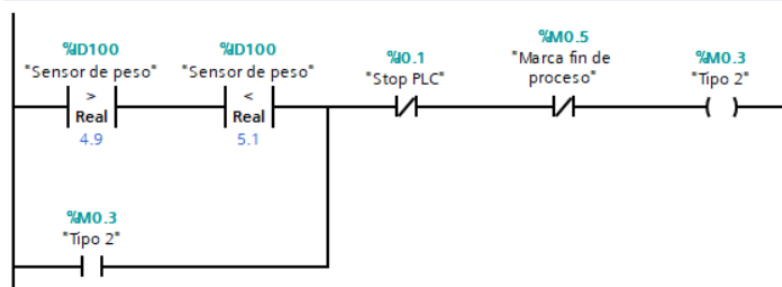 %ID100 %ID100
"Sensor de peso" "Sensor de peso"
> <
Real Real
4.9 5.1
%I0.1
"Stop PLC"
%M0.5
"Marca fin de
proceso"
%M0.3
"Tipo 2"
%M0.3
"Tipo 2"